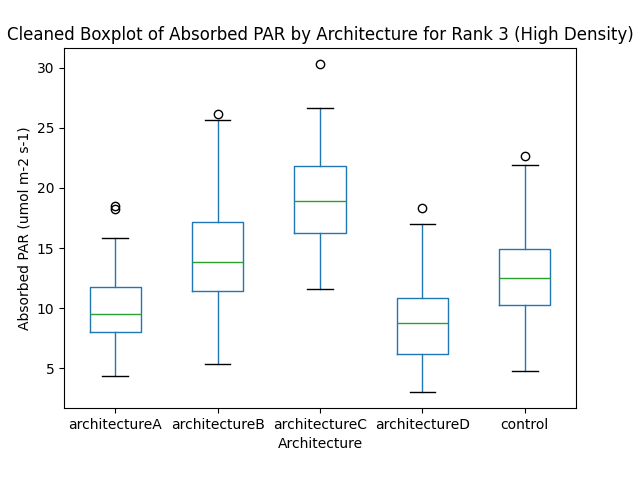 Cleaned Boxplot of Absorbed PAR by Architecture for Rank 3 (High Density)
Absorbed PAR (umol m-2 s-1)
30
25
20
15
10
5
architectureA architectureB architectureC architectureD control
Architecture